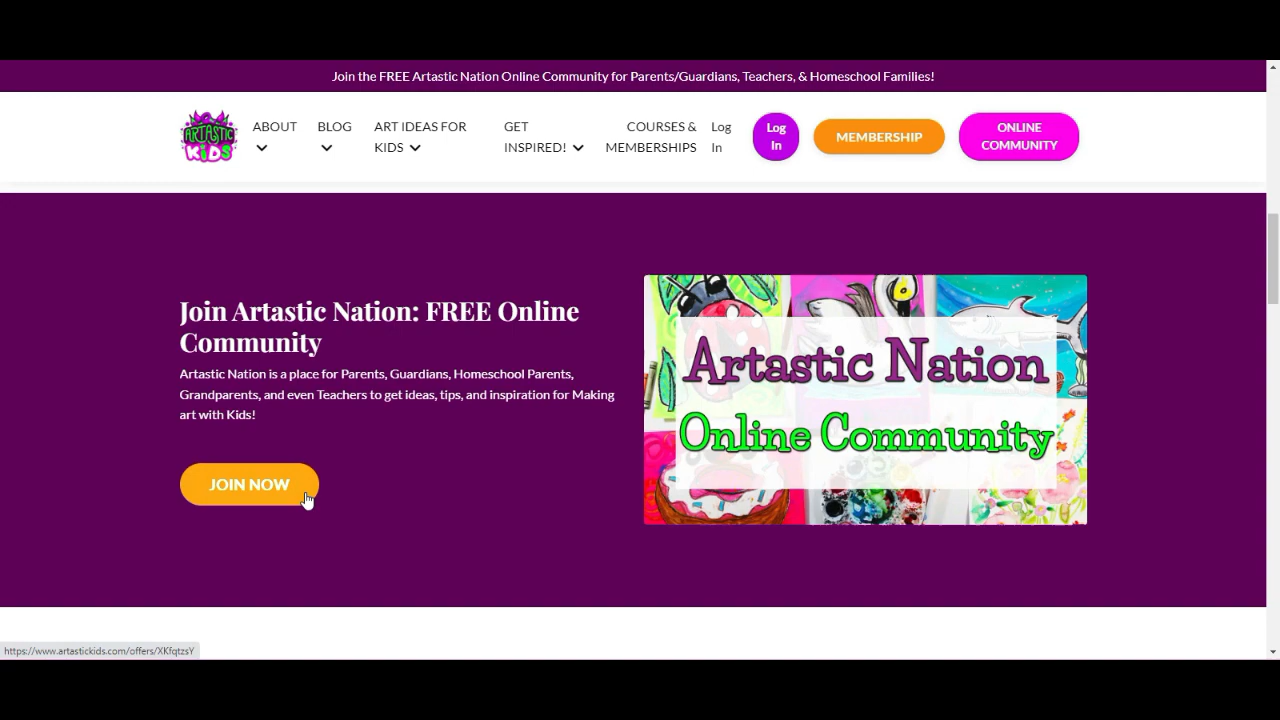 Join the FREE Artastic Nation Online Community for Parents/Guardians, Teachers, & Homeschool Families!
ARTASTIC
KiDS
ABOUT
BLOG
ART IDEAS FOR
KIDS
GET
INSPIRED!
COURSES &
MEMBERSHIPS
Log
In
Log
In
MEMBERSHIP
ONLINE
COMMUNITY
Join Artastic Nation: FREE Online
Community
Artastic Nation is a place for Parents, Guardians, Homeschool Parents,
Grandparents, and even Teachers to get ideas, tips, and inspiration for Making
art with Kids!
JOIN NOW
Artastic Nation
Online Community
https://www.artastickids.com/offers/XKfqtzsY